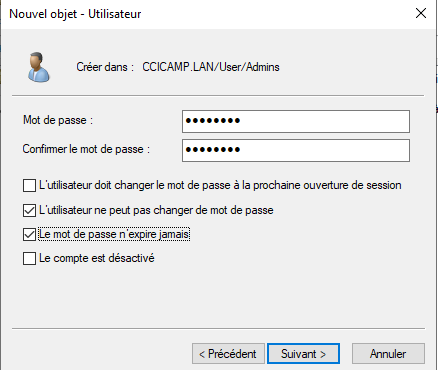 Nouvel objet - Utilisateur
Créer dans : CCICAMP.LAN/User/Admins
Mot de passe :
Confirmer le mot de passe :
L'utilisateur doit changer le mot de passe à la prochaine ouverture de session
L'utilisateur ne peut pas changer de mot de passe
Le mot de passe n'expire jamais
Le compte est désactivé
< Précédent Suivant > Annuler